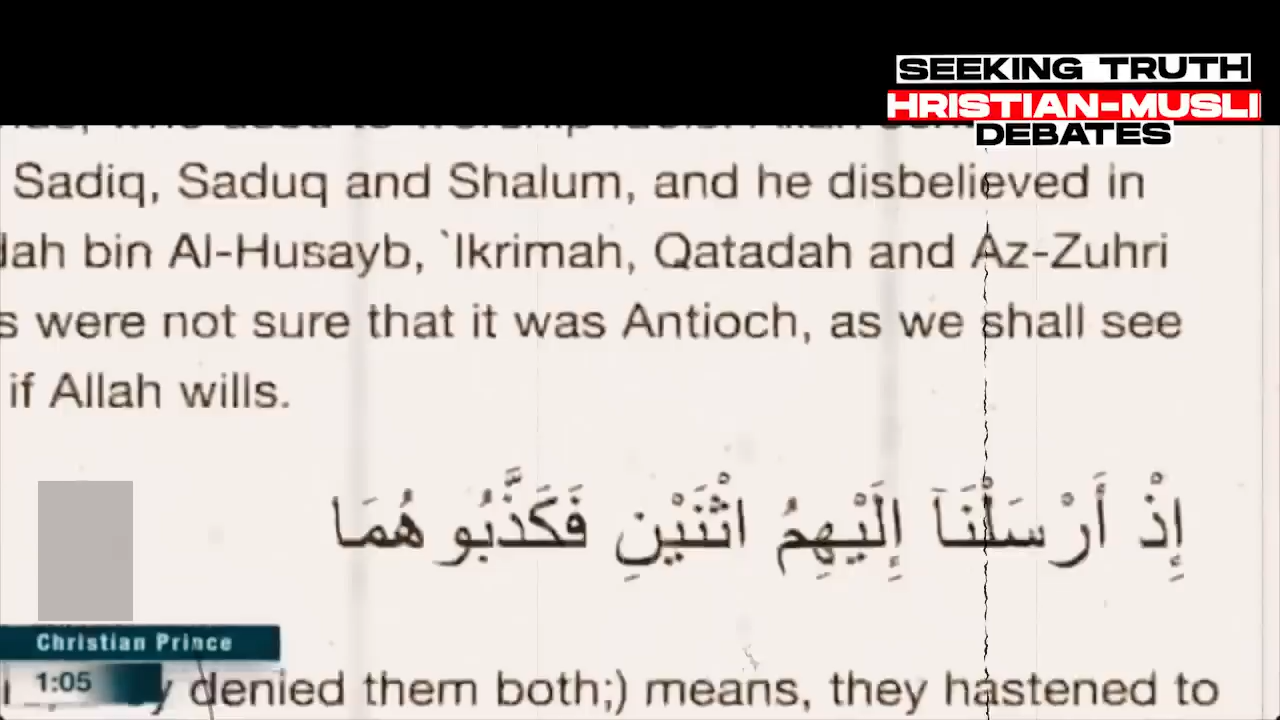 SEEKING TRUTH
HRISTIAN-MUSLI
DEBATES
Sadiq, Saduq and Shalum, and he disbelieved in
dah bin Al-Husayb, `Ikrimah, Qatadah and Az-Zuhri
s were not sure that it was Antioch, as we shall see
if Allah wills.
إِذْ أَرْسَلْنَآ إِلَيْهِمُ اثْنَيْنِ فَكَذَّبُوهُمَا
Christian Prince
1:05
denied them both;) means, they hastened to